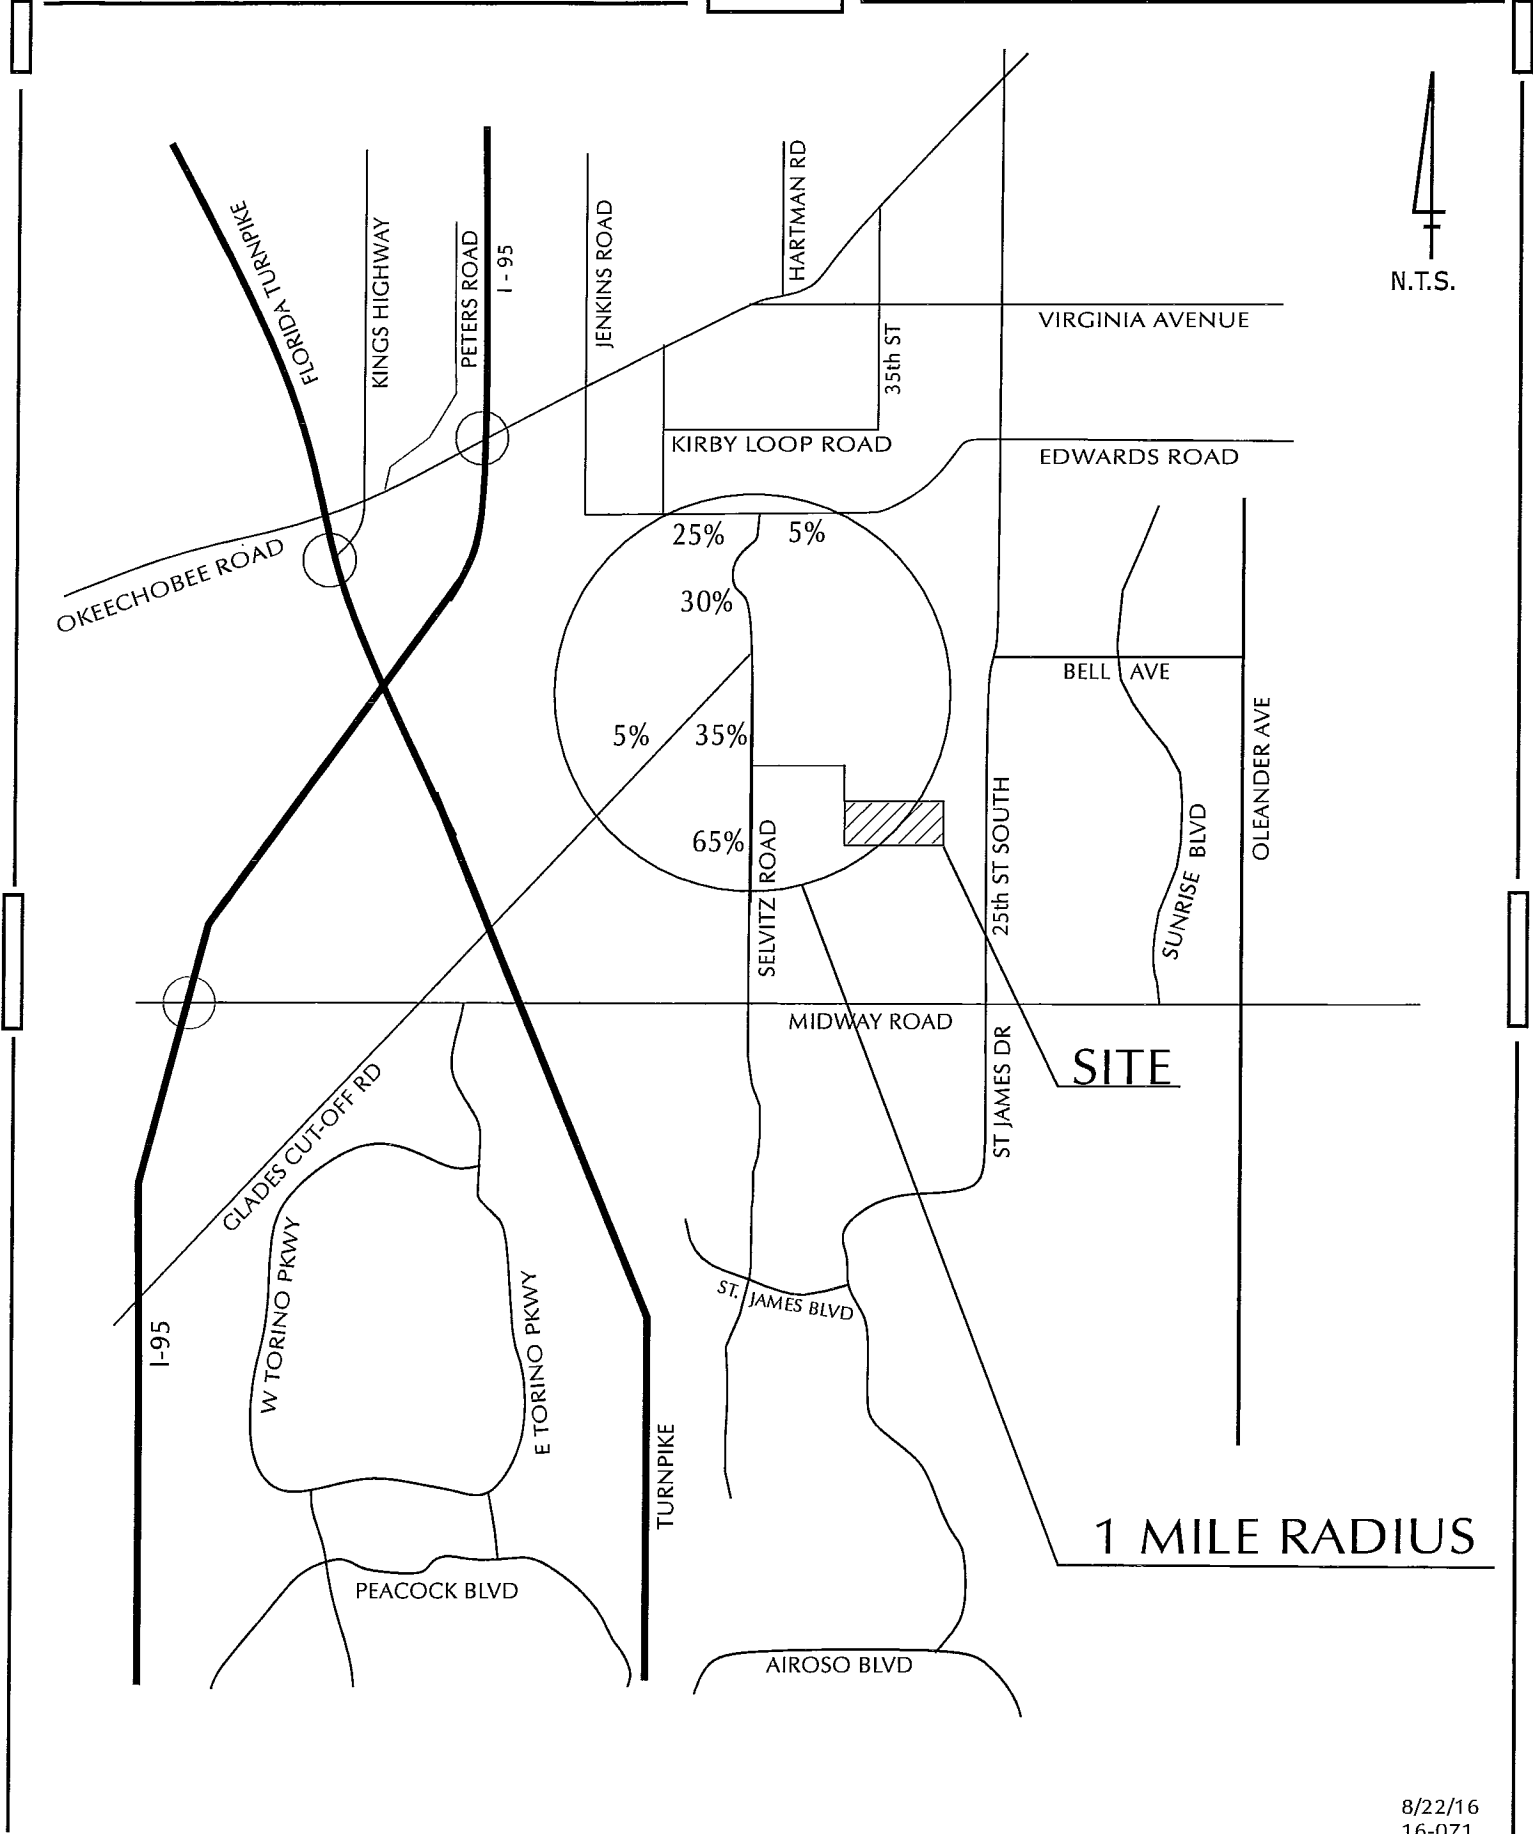 HARTMAN RD
FLORIDA TURNPIKE
KINGS HIGHWAY
PETERS ROAD
I - 95
JENKINS ROAD
N.T.S.
VIRGINIA AVENUE
35th ST
KIRBY LOOP ROAD
EDWARDS ROAD
25%
5%
OKEECHOBEE ROAD
30%
BELL AVE
5%
35%
OLEANDER AVE
65%
SELVITZ ROAD
25th ST SOUTH
SUNRISE BLVD
MIDWAY ROAD
SITE
ST JAMES DR
GLADES CUT-OFF RD
W TORINO PKWY
E TORINO PKWY
ST. JAMES BLVD
I-95
TURNPIKE
1 MILE RADIUS
PEACOCK BLVD
AIROSO BLVD
8/22/16
16-071